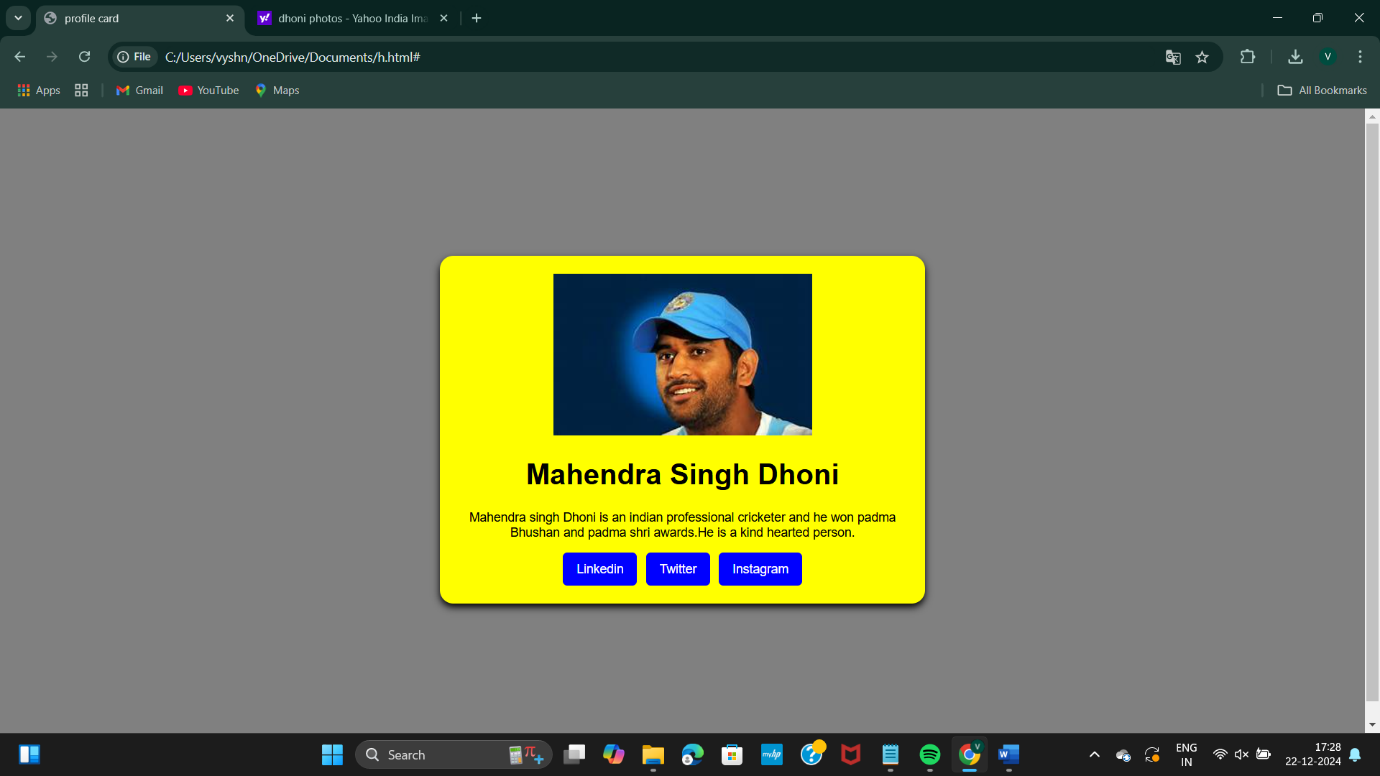 profile card
y!
dhoni photos - Yahoo India Ima
File
C:/Users/vyshn/OneDrive/Documents/h.html#
V
Apps
Gmail
YouTube
Maps
All Bookmarks
Mahendra Singh Dhoni
Mahendra singh Dhoni is an indian professional cricketer and he won padma
Bhushan and padma shri awards.He is a kind hearted person.
Linkedin
Twitter
Instagram
Search
myhp
ENG
IN
17:28
22-12-2024